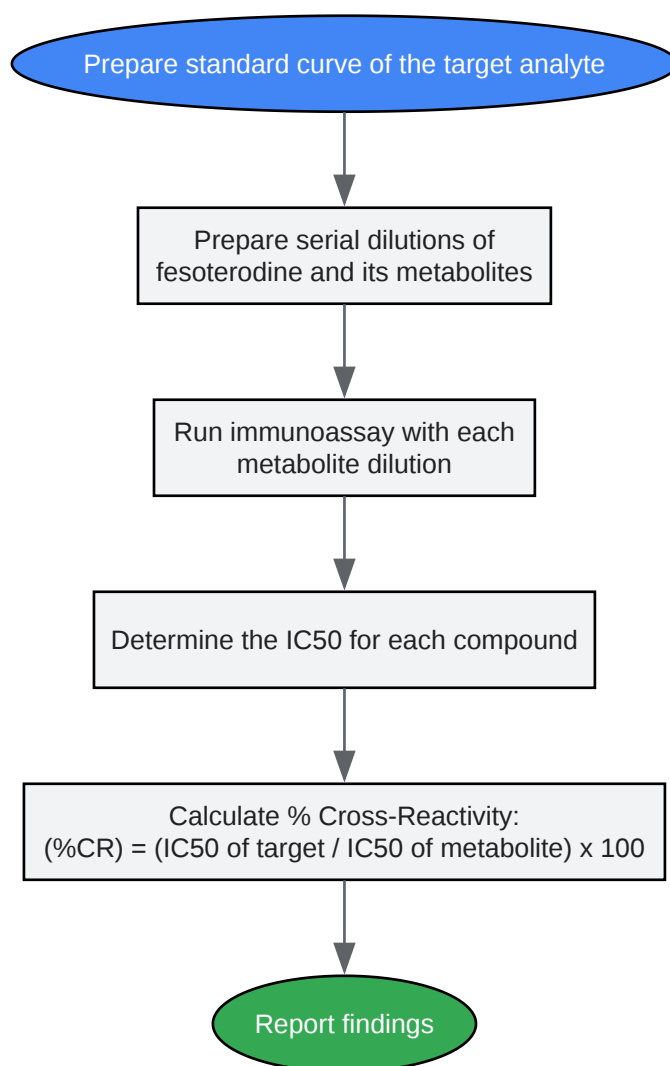 Prepare standard curve of the target analyte
Prepare serial dilutions of
fesoterodine and its metabolites
Run immunoassay with each
metabolite dilution
Determine the IC50 for each compound
Calculate % Cross-Reactivity:
(%CR) = (IC50 of target / IC50 of metabolite) x 100
Report findings